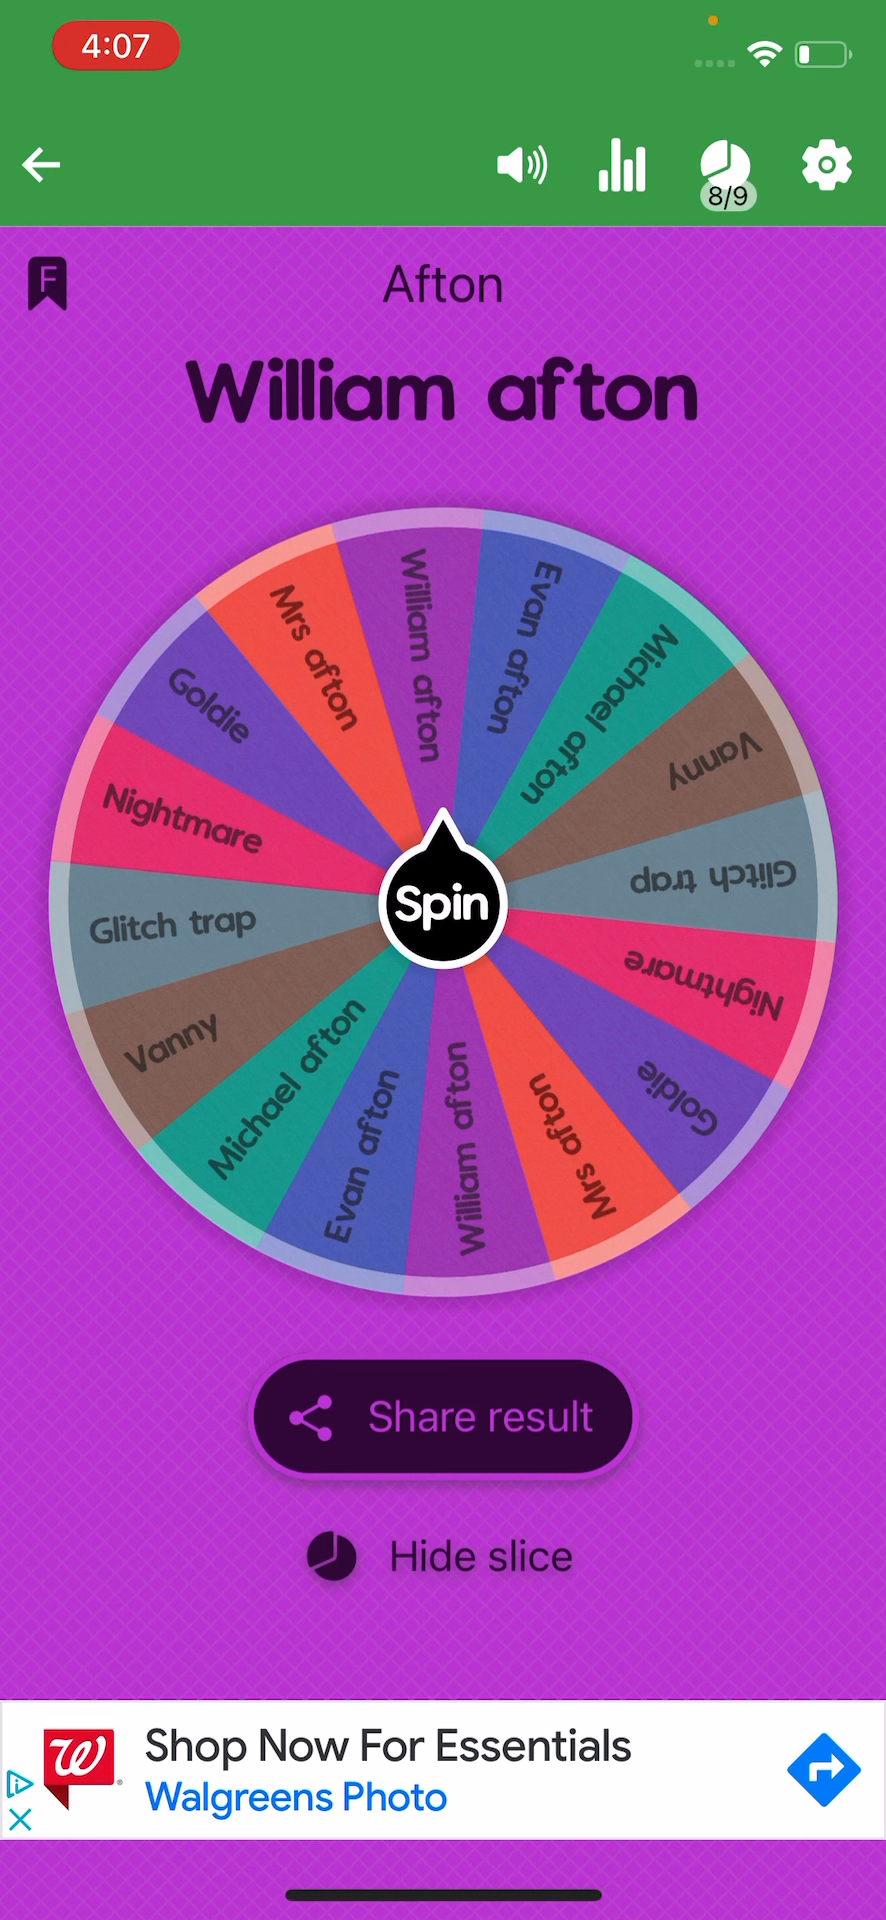 4:07
8/9
F
Afton
William afton
William afton
Evan afton
Michael afton
Vanny
Glitch trap
Nightmare
Goldie
Mrs afton
William afton
Evan afton
Michael afton
Vanny
Glitch trap
Nightmare
Goldie
Mrs afton
Spin
Share result
Hide slice
W
Shop Now For Essentials
Walgreens Photo